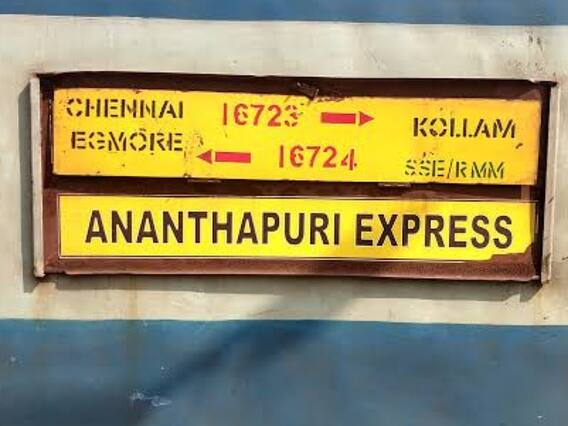 CHENNAI 16723 → KOLLAM
EGMORE ← 16724 SSE/RMM
ANANTHAPURI EXPRESS